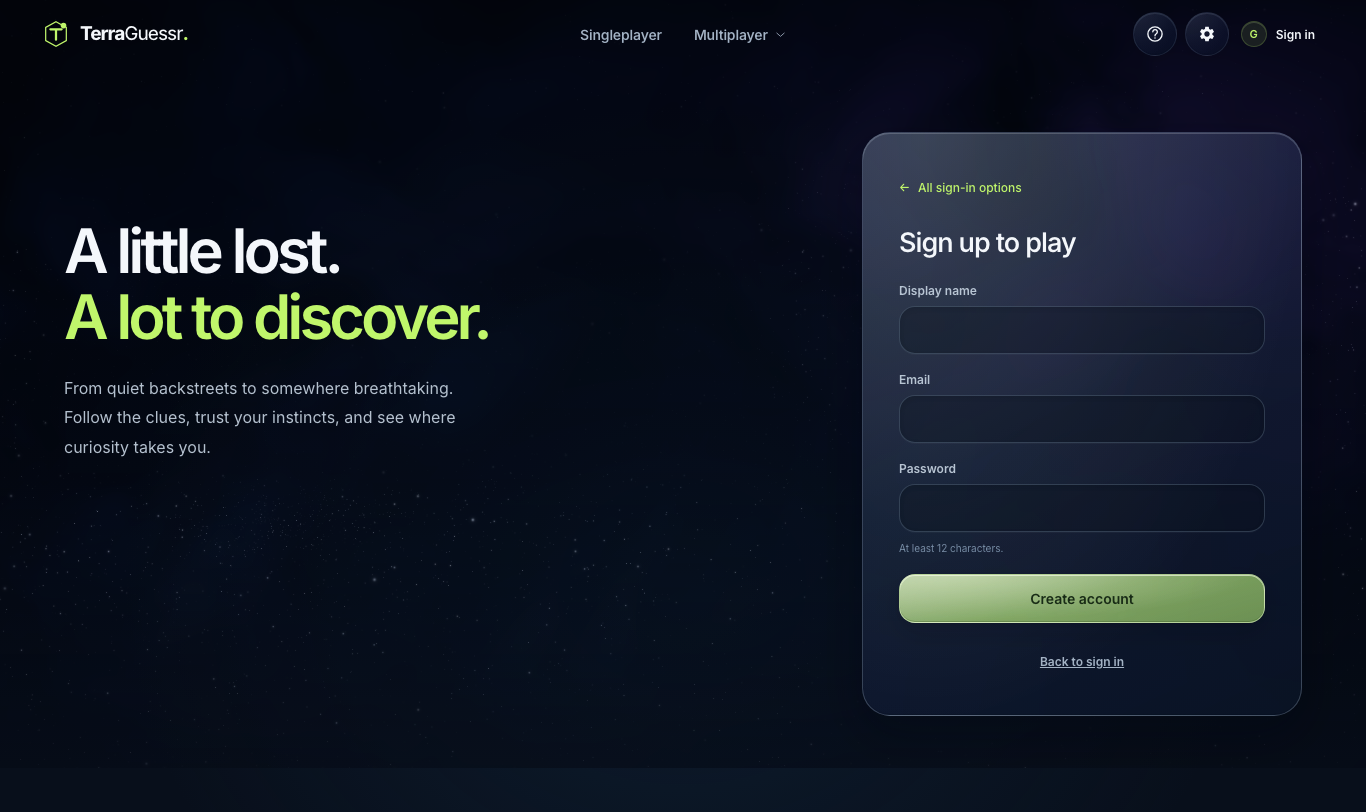 TerraGuessr.
Singleplayer
Multiplayer
G
Sign in
A little lost.
A lot to discover.
From quiet backstreets to somewhere breathtaking.
Follow the clues, trust your instincts, and see where
curiosity takes you.
← All sign-in options
Sign up to play
Display name
Email
Password
At least 12 characters.
Create account
Back to sign in